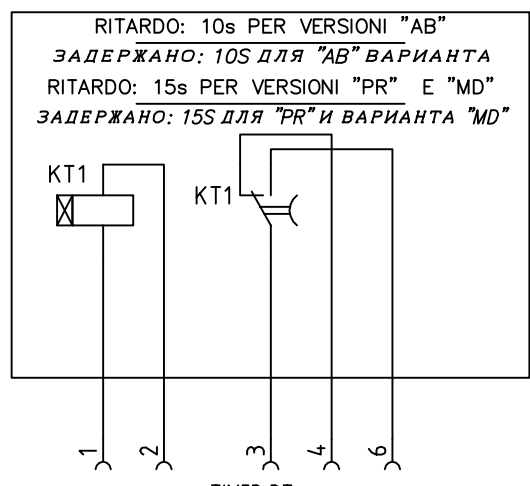 RITARDO: 10s PER VERSIONI "AB"
ЗАДЕРЖАНО: 10S ДЛЯ "AB" ВАРИАНТА
RITARDO: 15s PER VERSIONI "PR" E "MD"
ЗАДЕРЖАНО: 15S ДЛЯ "PR" И ВАРИАНТА "MD"
KT1 KT1
1 2 3 4 6